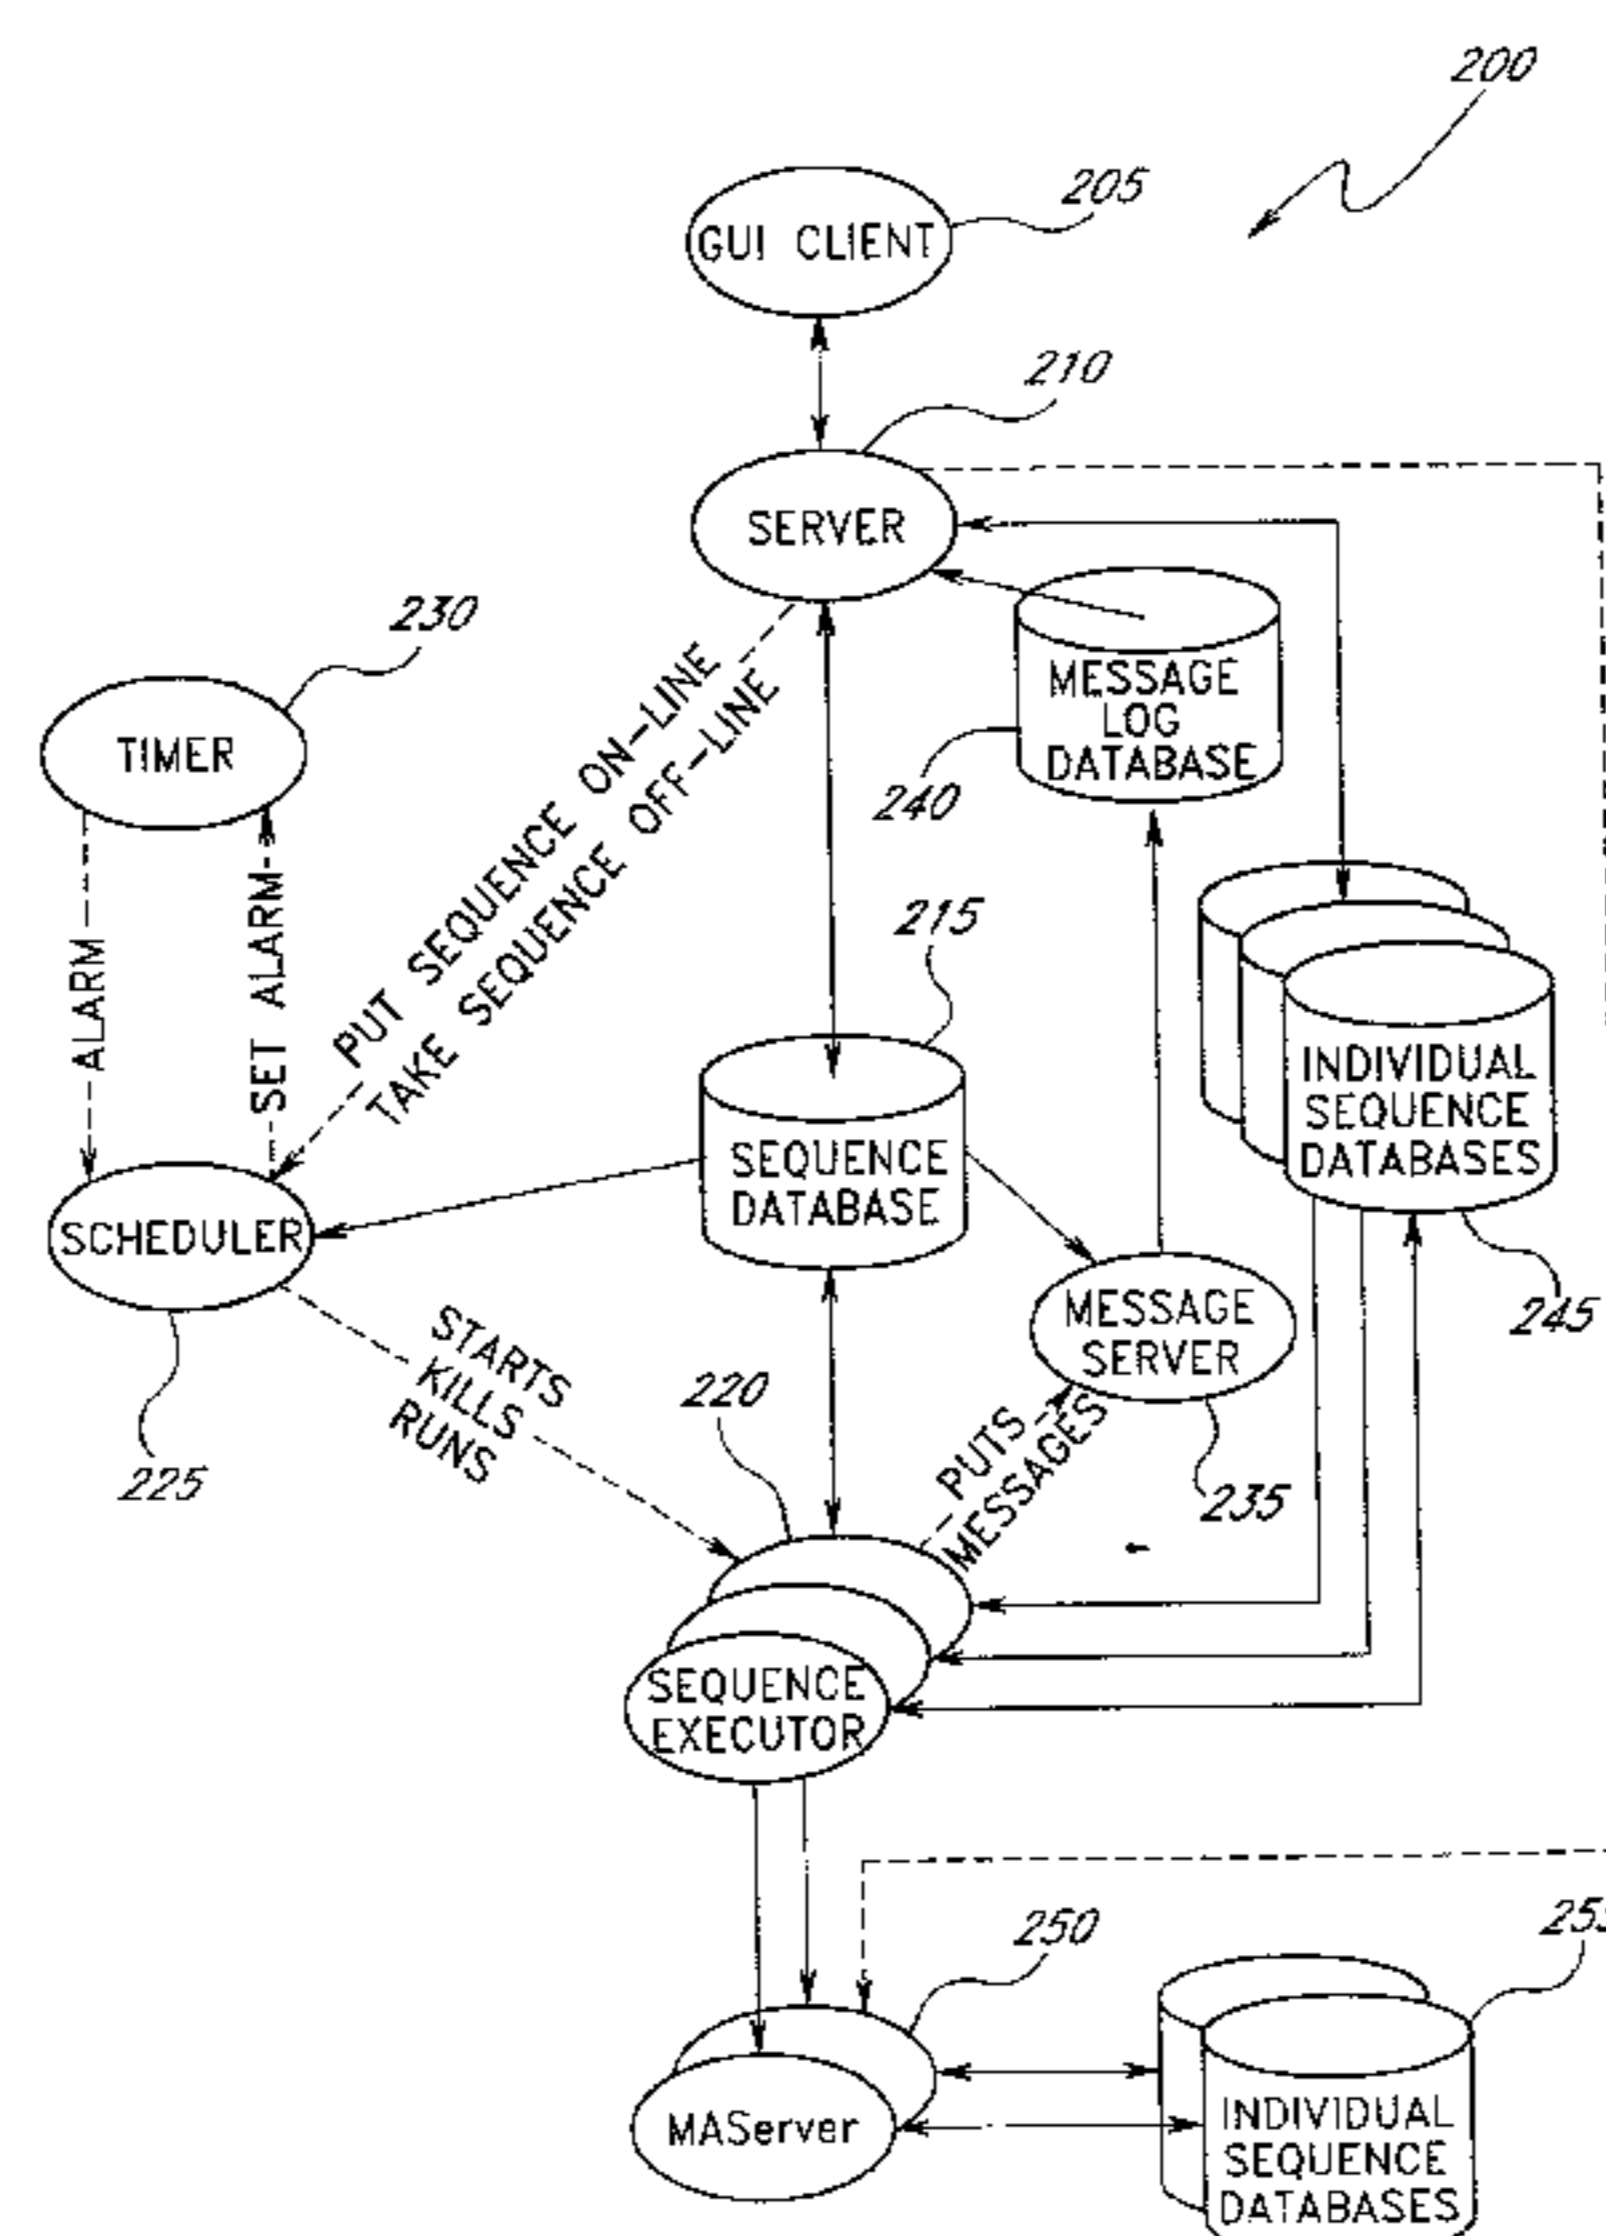 200
205
GUI CLIENT
210
SERVER
230
TIMER
MESSAGE
LOG
DATABASE
240
PUT SEQUENCE ON-LINE
TAKE SEQUENCE OFF-LINE
ALARM
SET ALARM
215
SEQUENCE
DATABASE
INDIVIDUAL
SEQUENCE
DATABASES
245
SCHEDULER
225
MESSAGE
SERVER
235
STARTS
KILLS
RUNS
220
PUTS
MESSAGES
SEQUENCE
EXECUTOR
250
MAServer
255
INDIVIDUAL
SEQUENCE
DATABASES